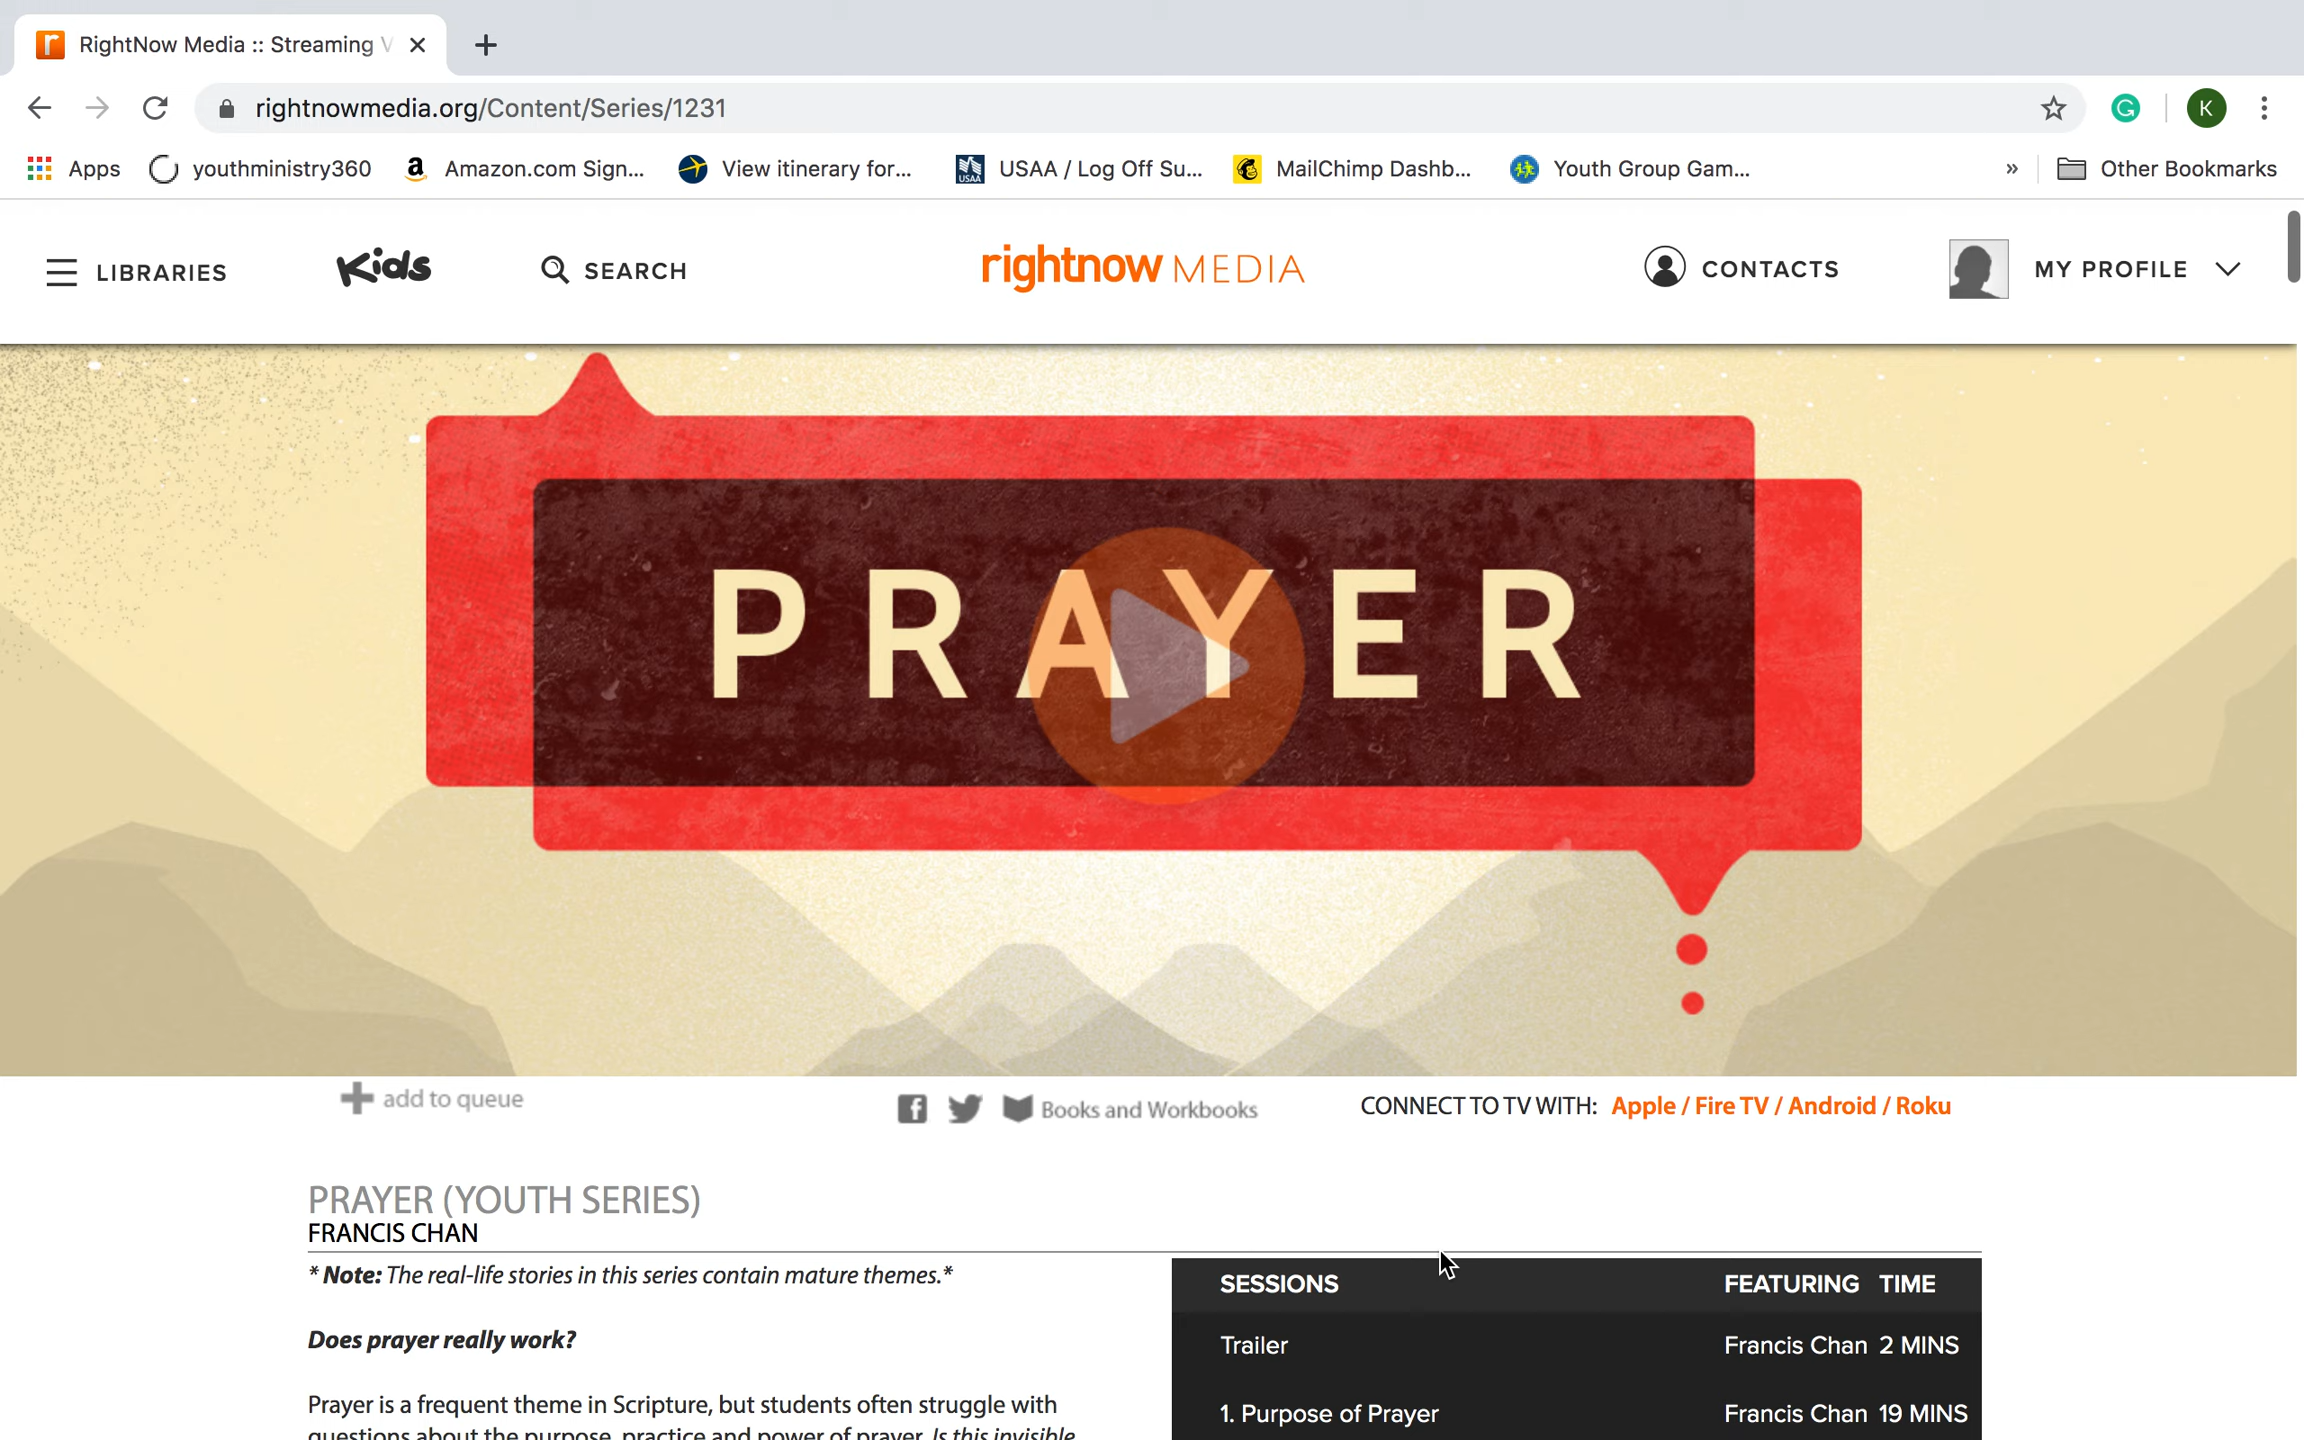 RightNow Media :: Streaming V
rightnowmedia.org/Content/Series/1231
K
Apps youthministry360 Amazon.com Sign... View itinerary for... USAA / Log Off Su... MailChimp Dashb... Youth Group Gam... » Other Bookmarks
LIBRARIES Kids SEARCH rightnow MEDIA CONTACTS MY PROFILE
PRAYER
add to queue Books and Workbooks CONNECT TO TV WITH: Apple / Fire TV / Android / Roku
PRAYER (YOUTH SERIES)
FRANCIS CHAN
* Note: The real-life stories in this series contain mature themes.*
Does prayer really work?
Prayer is a frequent theme in Scripture, but students often struggle with
questions about the purpose, practice and power of prayer. Is this invisible
SESSIONS FEATURING TIME
Trailer Francis Chan 2 MINS
1. Purpose of Prayer Francis Chan 19 MINS